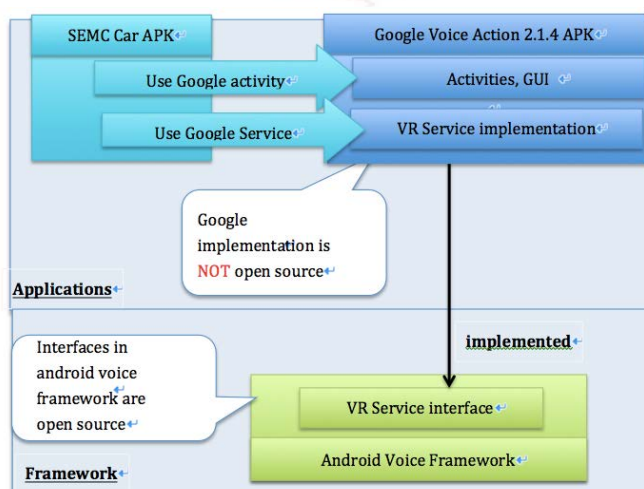 SEMC Car APK
Google Voice Action 2.1.4 APK
Use Google activity
Activities, GUI
Use Google Service
VR Service implementation
Google
implementation is
NOT open source
Applications
implemented
Interfaces in
android voice
framework are
open source
VR Service interface
Android Voice Framework
Framework